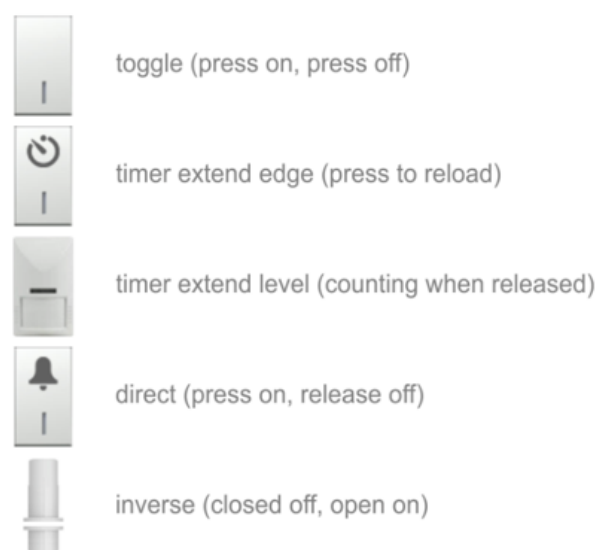 toggle (press on, press off)
timer extend edge (press to reload)
timer extend level (counting when released)
direct (press on, release off)
inverse (closed off, open on)